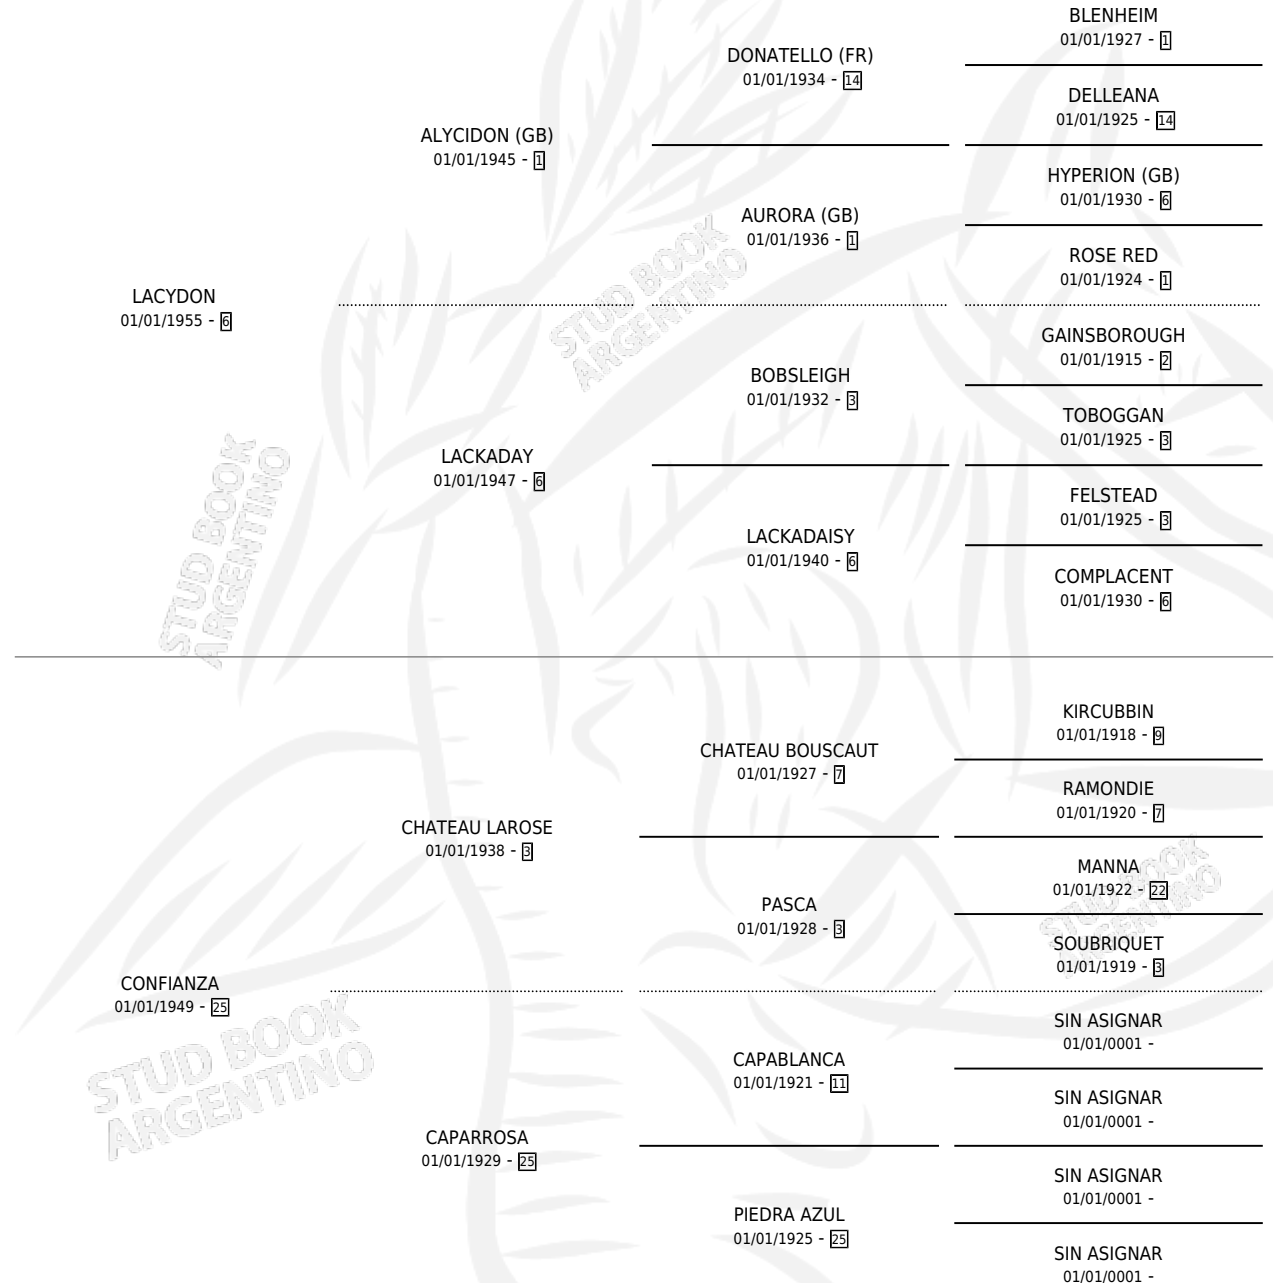 BLENHEIM
01/01/1927 - 1
DONATELLO (FR)
01/01/1934 - 14
DELLEANA
01/01/1925 - 14
ALYCIDON (GB)
01/01/1945 - 1
HYPERION (GB)
01/01/1930 - 6
AURORA (GB)
01/01/1936 - 1
ROSE RED
01/01/1924 - 1
LACYDON
01/01/1955 - 6
GAINSBOROUGH
01/01/1915 - 2
BOBSLEIGH
01/01/1932 - 3
TOBOGGAN
01/01/1925 - 3
LACKADAY
01/01/1947 - 6
FELSTEAD
01/01/1925 - 3
LACKADAISY
01/01/1940 - 6
COMPLACENT
01/01/1930 - 6
KIRCUBBIN
01/01/1918 - 9
CHATEAU BOUSCAUT
01/01/1927 - 7
RAMONDIE
01/01/1920 - 7
CHATEAU LAROSE
01/01/1938 - 3
MANNA
01/01/1922 - 22
PASCA
01/01/1928 - 3
SOUBRIQUET
01/01/1919 - 3
CONFIANZA
01/01/1949 - 25
SIN ASIGNAR
01/01/0001 -
CAPABLANCA
01/01/1921 - 11
SIN ASIGNAR
01/01/0001 -
CAPARROSA
01/01/1929 - 25
SIN ASIGNAR
01/01/0001 -
PIEDRA AZUL
01/01/1925 - 25
SIN ASIGNAR
01/01/0001 -
STUD BOOK
ARGENTINO
STUD BOOK
ARGENTINO
STUD BOOK
ARGENTINO
STUD BOOK
ARGENTINO